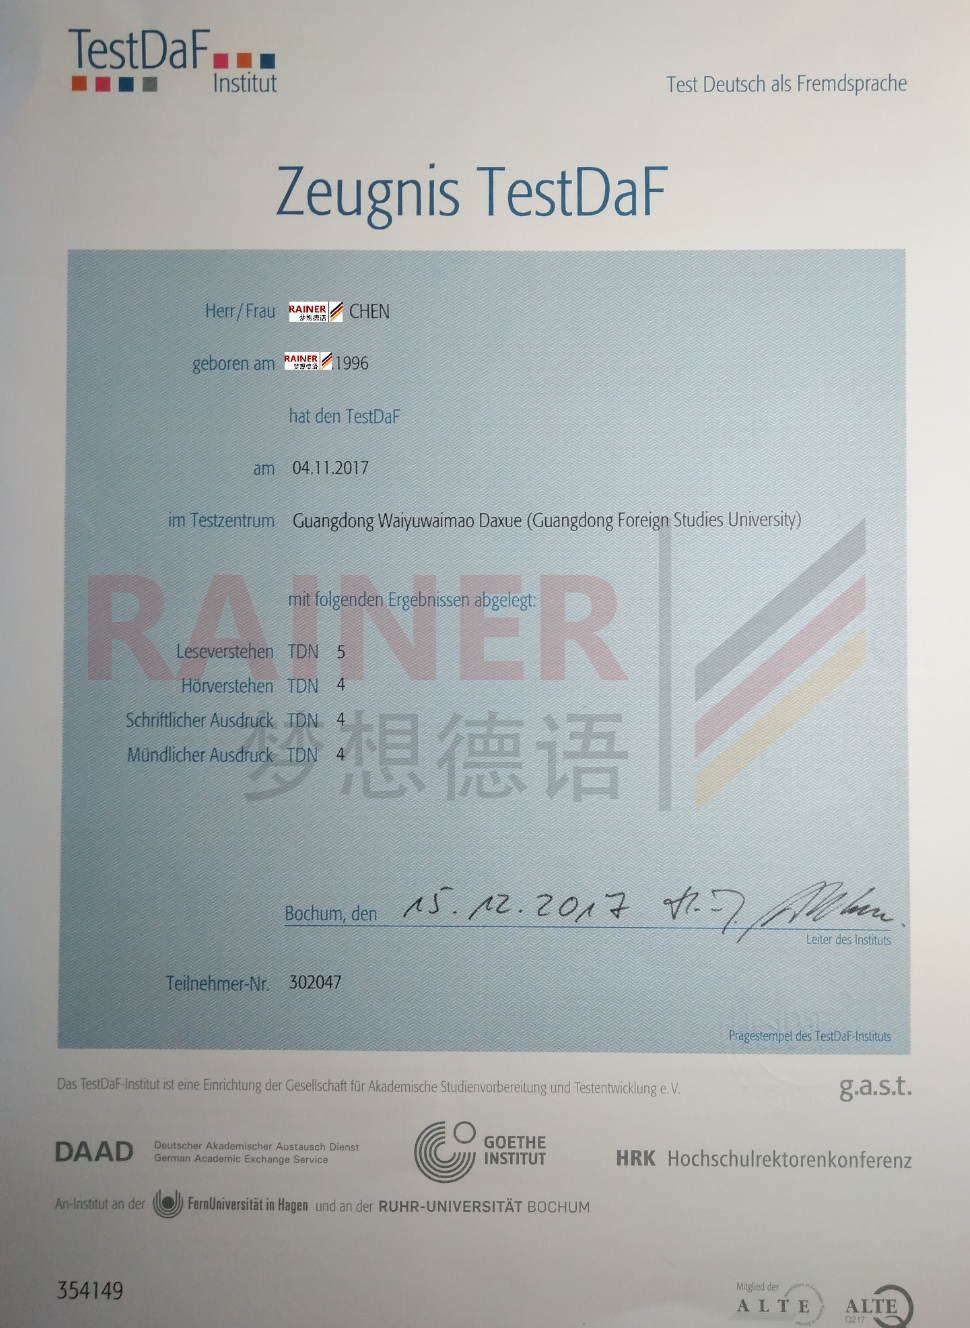 TestDaF
Institut
Test Deutsch als Fremdsprache
Zeugnis TestDaF
Herr/Frau RAINER 梦想德语 CHEN
geboren am RAINER 梦想德语 .1996
hat den TestDaF
am 04.11.2017
im Testzentrum Guangdong Waiyuwaimao Daxue (Guangdong Foreign Studies University)
RAINER
mit folgenden Ergebnissen abgelegt:
Leseverstehen TDN 5
Hörverstehen TDN 4
Schriftlicher Ausdruck TDN 4
梦想德语
Mündlicher Ausdruck TDN 4
Bochum, den 15.12.2017
Leiter des Instituts
Teilnehmer-Nr. 302047
Prägestempel des TestDaF-Instituts
Das TestDaF-Institut ist eine Einrichtung der Gesellschaft für Akademische Studienvorbereitung und Testentwicklung e.V.
g.a.s.t.
DAAD Deutscher Akademischer Austausch Dienst
German Academic Exchange Service
GOETHE
INSTITUT
HRK Hochschulrektorenkonferenz
An-Institut an der FernUniversität in Hagen und an der RUHR-UNIVERSITÄT BOCHUM
354149
Mitglied der
ALTE
ALTE
Q217